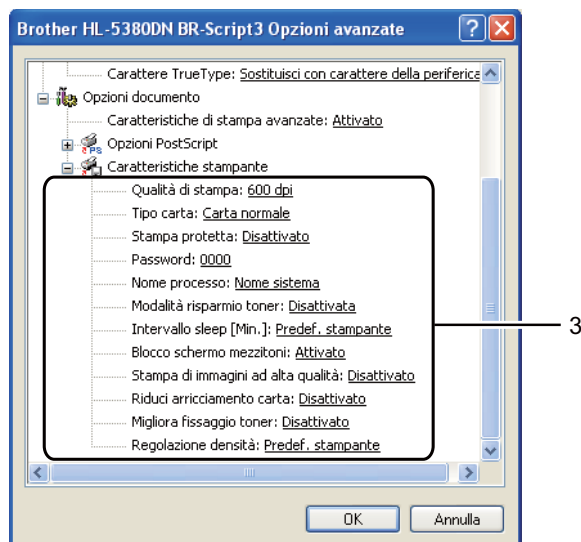 Brother HL-5380DN BR-Script3 Opzioni avanzate
Carattere TrueType: Sostituisci con carattere della periferica
Opzioni documento
Caratteristiche di stampa avanzate: Attivato
Opzioni PostScript
Caratteristiche stampante
Qualità di stampa: 600 dpi
Tipo carta: Carta normale
Stampa protetta: Disattivato
Password: 0000
Nome processo: Nome sistema
Modalità risparmio toner: Disattivata
Intervallo sleep [Min.]: Predef. stampante
Blocco schermo mezzitoni: Attivato
Stampa di immagini ad alta qualità: Disattivato
Riduci arricciamento carta: Disattivato
Migliora fissaggio toner: Disattivato
Regolazione densità: Predef. stampante
3
OK Annulla